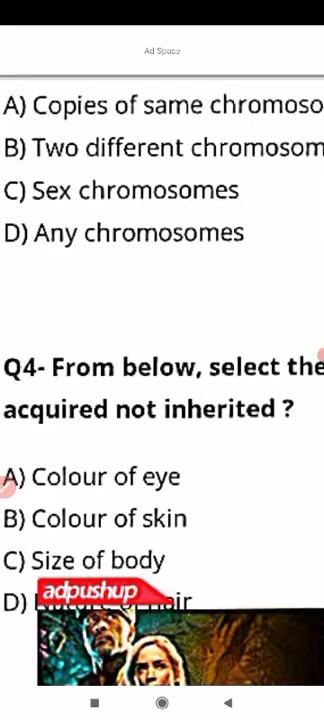 Ad Space
A) Copies of same chromoso
B) Two different chromosom
C) Sex chromosomes
D) Any chromosomes
Q4- From below, select the
acquired not inherited ?
A) Colour of eye
B) Colour of skin
C) Size of body
adpushup
D)